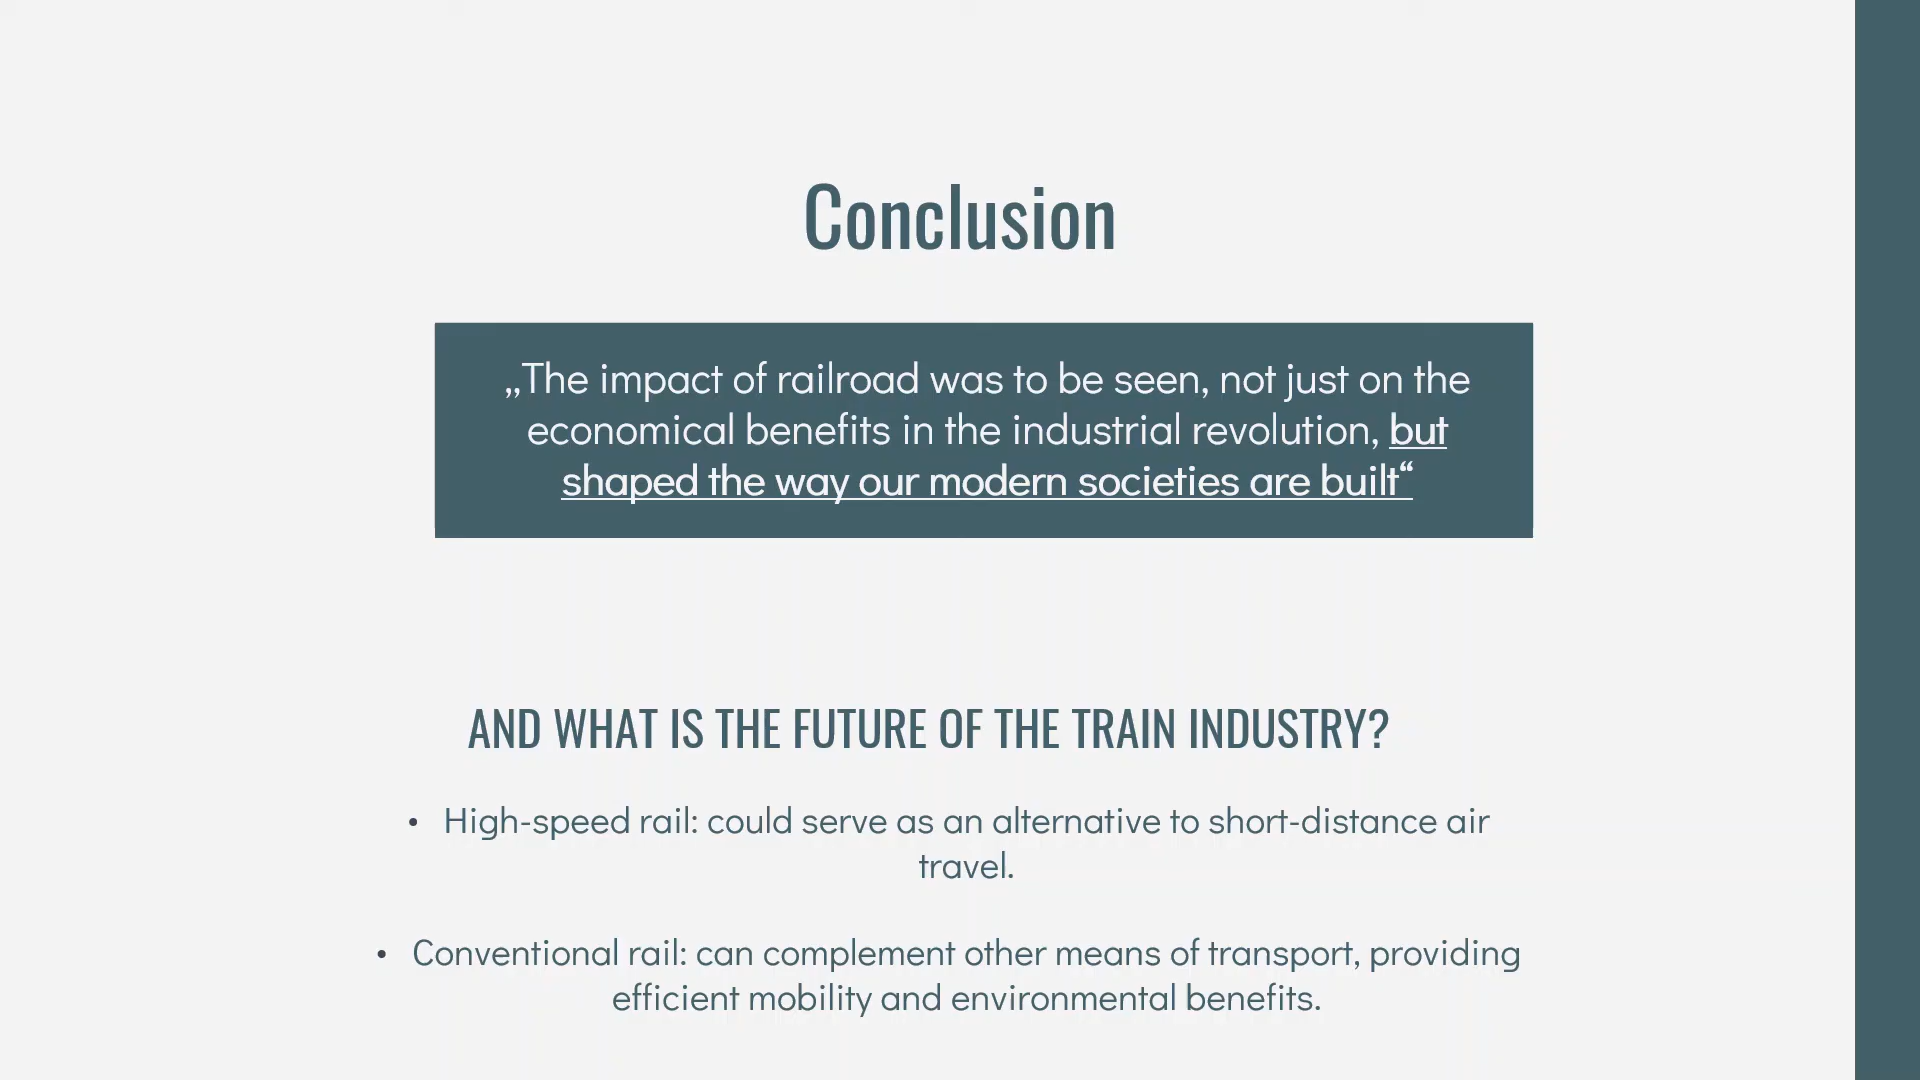 Conclusion
„The impact of railroad was to be seen, not just on the
economical benefits in the industrial revolution, but
shaped the way our modern societies are built“
AND WHAT IS THE FUTURE OF THE TRAIN INDUSTRY?
• High-speed rail: could serve as an alternative to short-distance air
travel.
• Conventional rail: can complement other means of transport, providing
efficient mobility and environmental benefits.